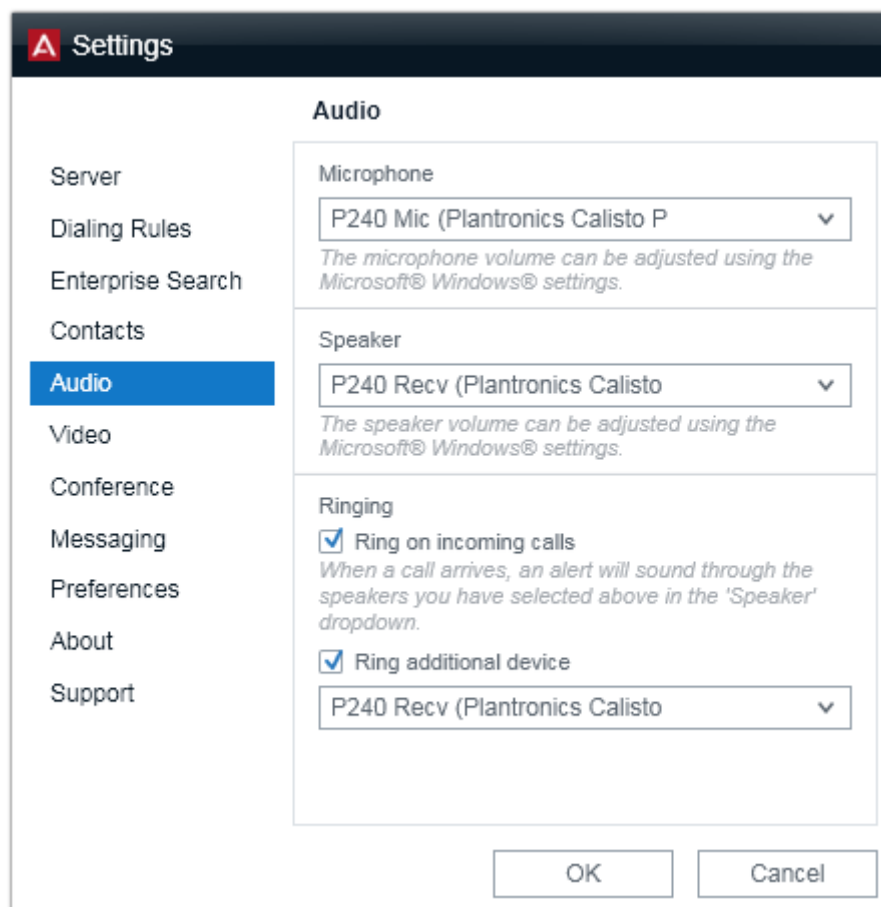 Settings
Audio
Server
Dialing Rules
Enterprise Search
Contacts
Audio
Video
Conference
Messaging
Preferences
About
Support
Microphone
P240 Mic (Plantronics Calisto P
The microphone volume can be adjusted using the
Microsoft® Windows® settings.
Speaker
P240 Recv (Plantronics Calisto
The speaker volume can be adjusted using the
Microsoft® Windows® settings.
Ringing
Ring on incoming calls
When a call arrives, an alert will sound through the
speakers you have selected above in the 'Speaker'
dropdown.
Ring additional device
P240 Recv (Plantronics Calisto
OK
Cancel